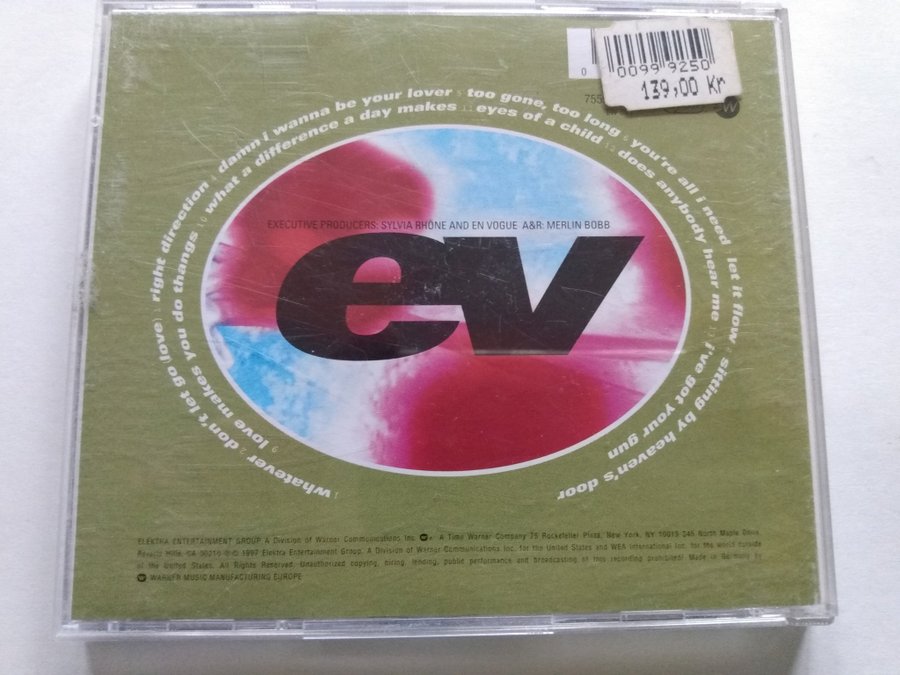 0099 9250
139,00 Kr
0
755
1 whatever 2 don't let go (love) 3 right direction 4 damn i wanna be your lover 5 too gone, too long 6 you're all i need 7 let it flow 8 sitting by heaven's door
9 love makes you do thangs 10 what a difference a day makes 11 eyes of a child 12 does anybody hear me 13 i've got your gun
EXECUTIVE PRODUCERS: SYLVIA RHONE AND EN VOGUE A&R: MERLIN BOBB
ev
ELEKTRA ENTERTAINMENT GROUP A Division of Warner Communications Inc. A Time Warner Company 75 Rockefeller Plaza, New York, NY 10019 345 North Maple Drive
Beverly Hills, CA 90210 ℗ © 1997 Elektra Entertainment Group. A Division of Warner Communications Inc. for the United States and WEA International Inc. for the world outside
of the United States. All Rights Reserved. Unauthorized copying, hiring, lending, public performance and broadcasting of this recording prohibited! Made in Germany by
WARNER MUSIC MANUFACTURING EUROPE